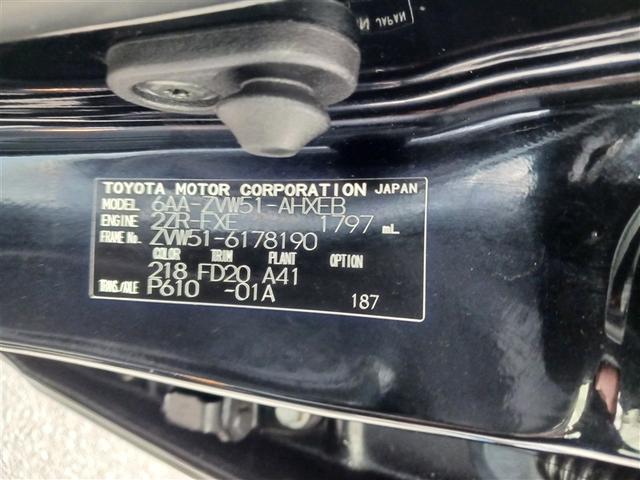 N JAPAN
TOYOTA MOTOR CORPORATION JAPAN
MODEL 6AA-ZVW51-AHXEB
ENGINE 2ZR-FXE 1797 mL
FRAME No. ZVW51-6178190
COLOR TRIM PLANT OPTION
218 FD20 A41
TRANS./AXLE P610 -01A 187